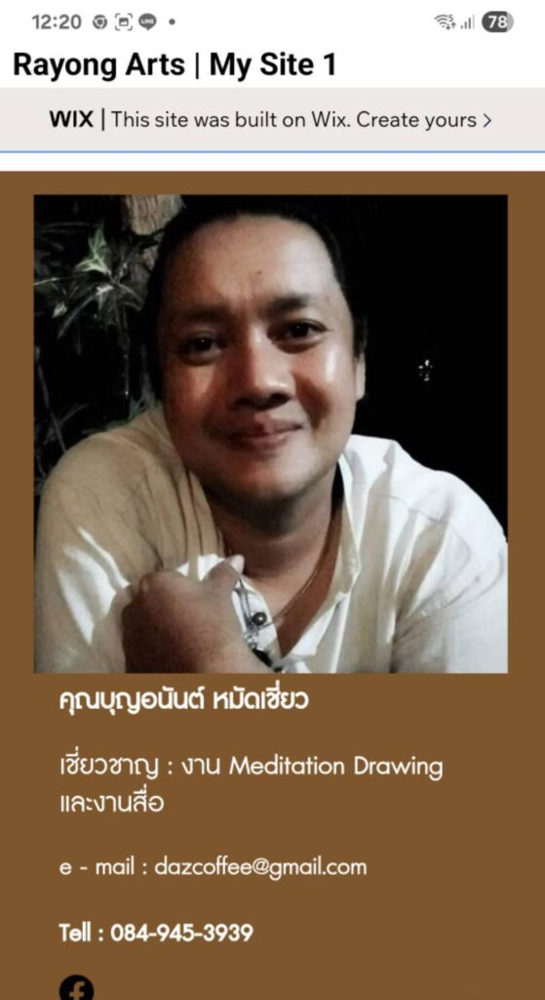 12:20
78
Rayong Arts | My Site 1
WIX | This site was built on Wix. Create yours >
คุณบุญอนันต์ หมัดเชี่ยว
เชี่ยวชาญ : งาน Meditation Drawing
และงานสื่อ
e - mail : dazcoffee@gmail.com
Tell : 084-945-3939